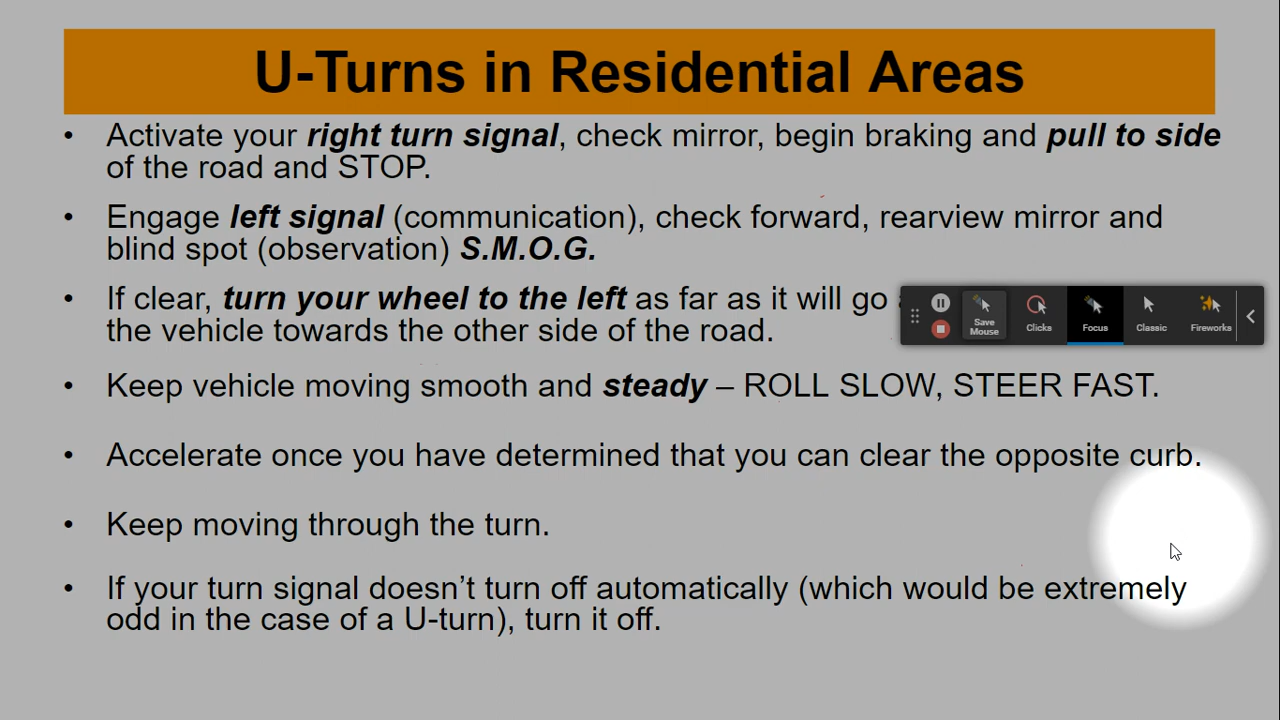 U-Turns in Residential Areas
• Activate your right turn signal, check mirror, begin braking and pull to side
of the road and STOP.
• Engage left signal (communication), check forward, rearview mirror and
blind spot (observation) S.M.O.G.
• If clear, turn your wheel to the left as far as it will go
the vehicle towards the other side of the road.
Save
Mouse
Clicks
Focus
Classic
Fireworks
• Keep vehicle moving smooth and steady – ROLL SLOW, STEER FAST.
• Accelerate once you have determined that you can clear the opposite curb.
• Keep moving through the turn.
• If your turn signal doesn’t turn off automatically (which would be extremely
odd in the case of a U-turn), turn it off.